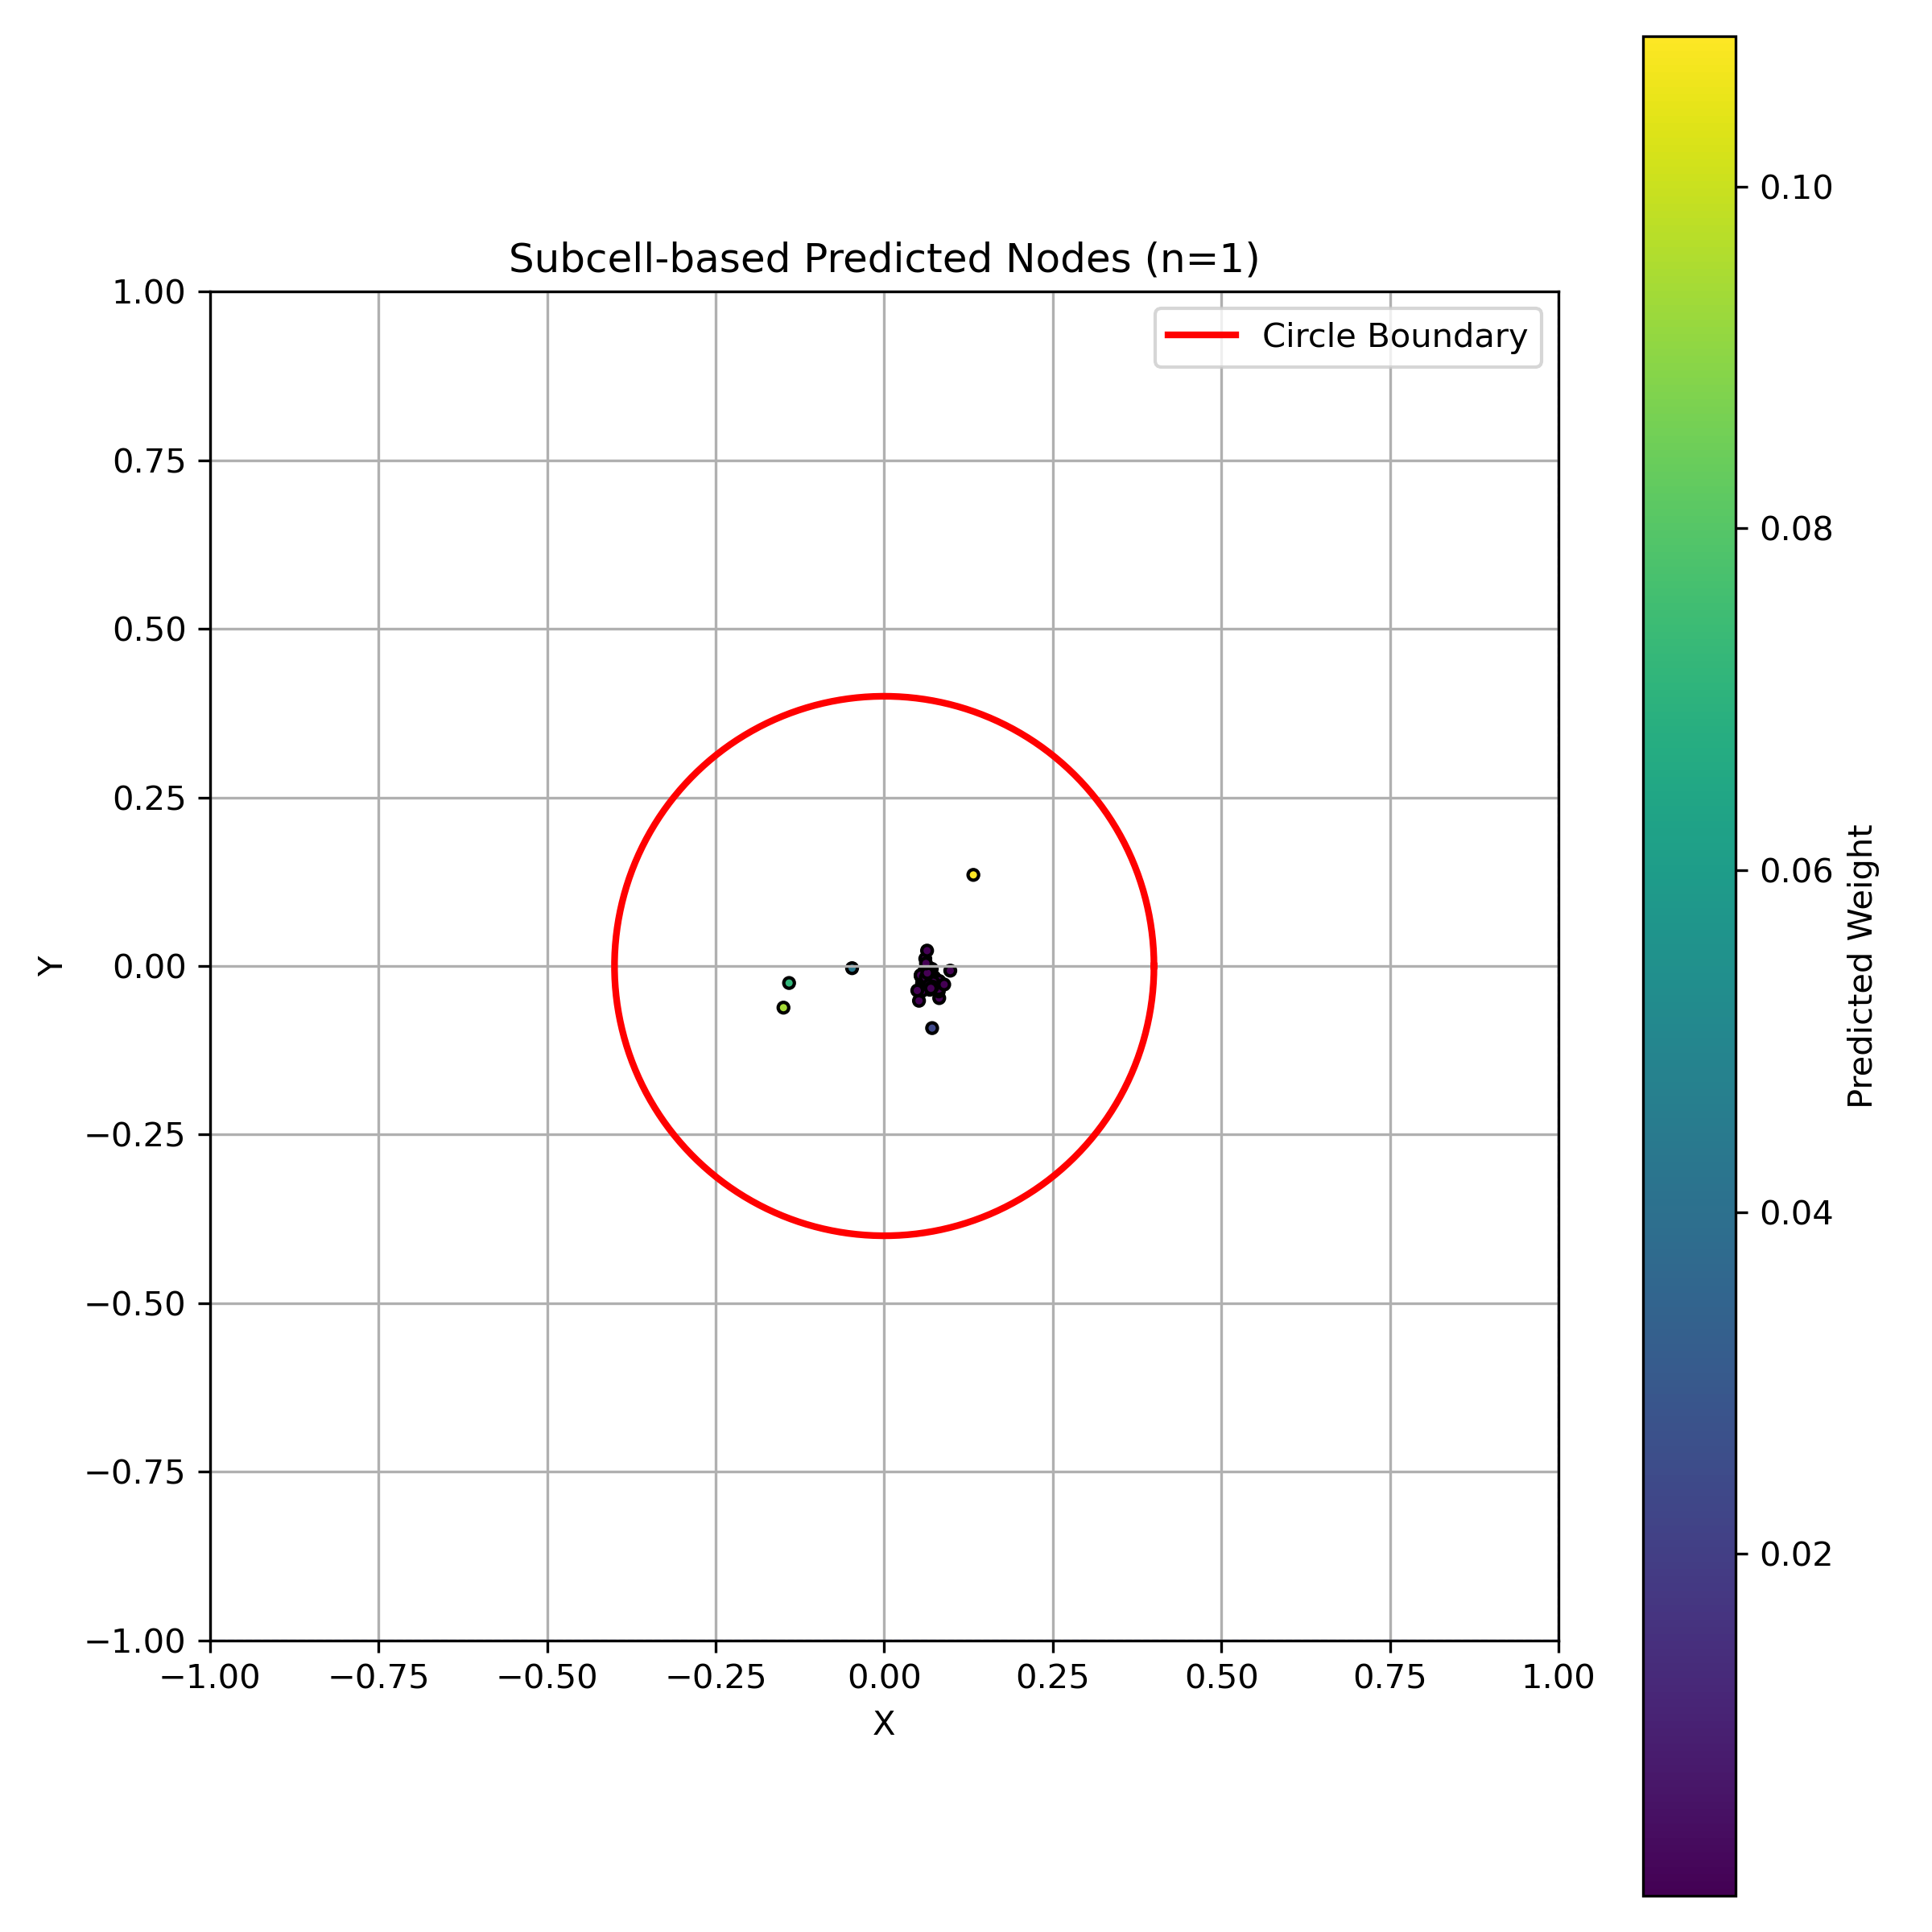 Subcell-based Predicted Nodes (n=1)
Circle Boundary
1.00
0.75
0.50
0.25
0.00
−0.25
−0.50
−0.75
−1.00
Y
−1.00 −0.75 −0.50 −0.25 0.00 0.25 0.50 0.75 1.00
X
0.10
0.08
0.06
0.04
0.02
Predicted Weight